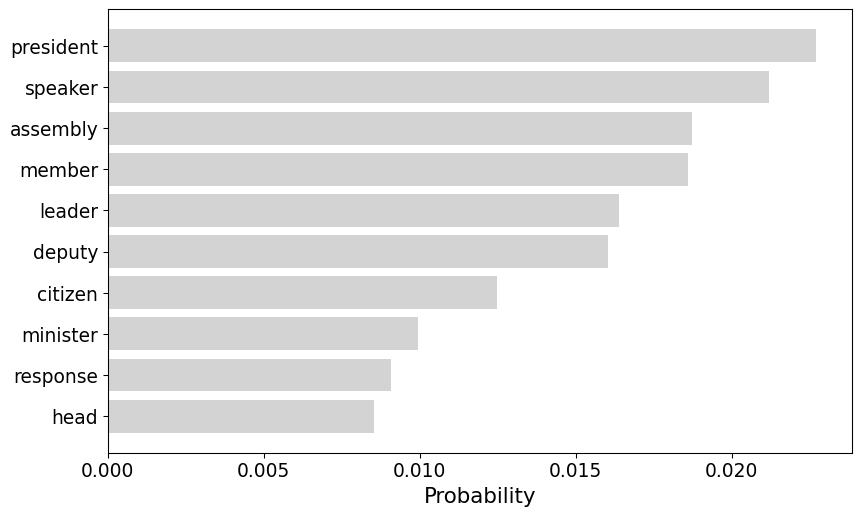 president
speaker
assembly
member
leader
deputy
citizen
minister
response
head
0.000 0.005 0.010 0.015 0.020
Probability